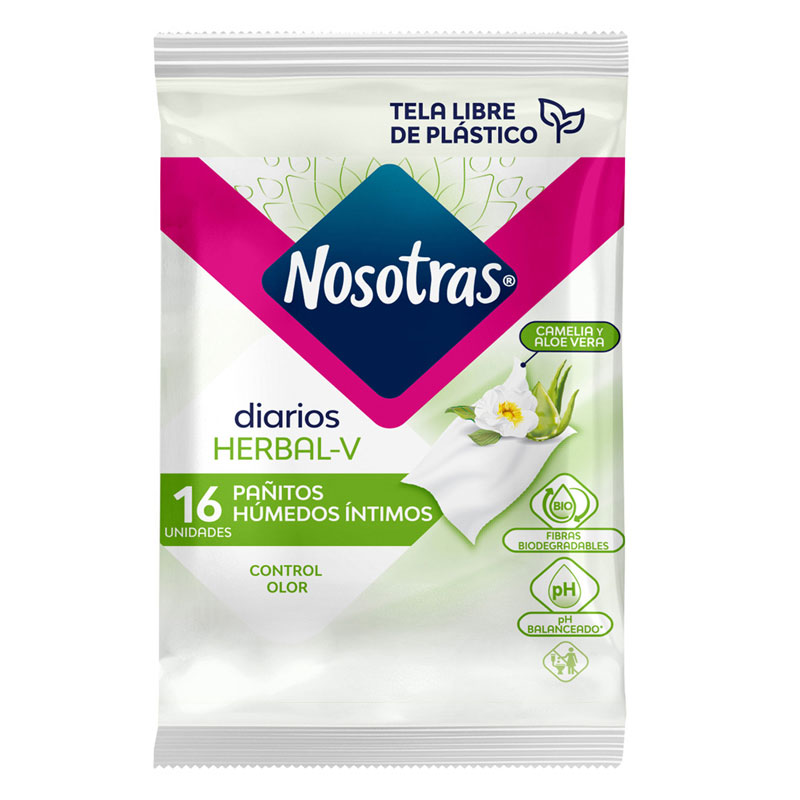 TELA LIBRE
DE PLÁSTICO
Nosotras®
CAMELIA Y
ALOE VERA
diarios
HERBAL-V
16
UNIDADES
PAÑITOS
HÚMEDOS ÍNTIMOS
CONTROL
OLOR
BIO
FIBRAS
BIODEGRADABLES
pH
pH
BALANCEADO*